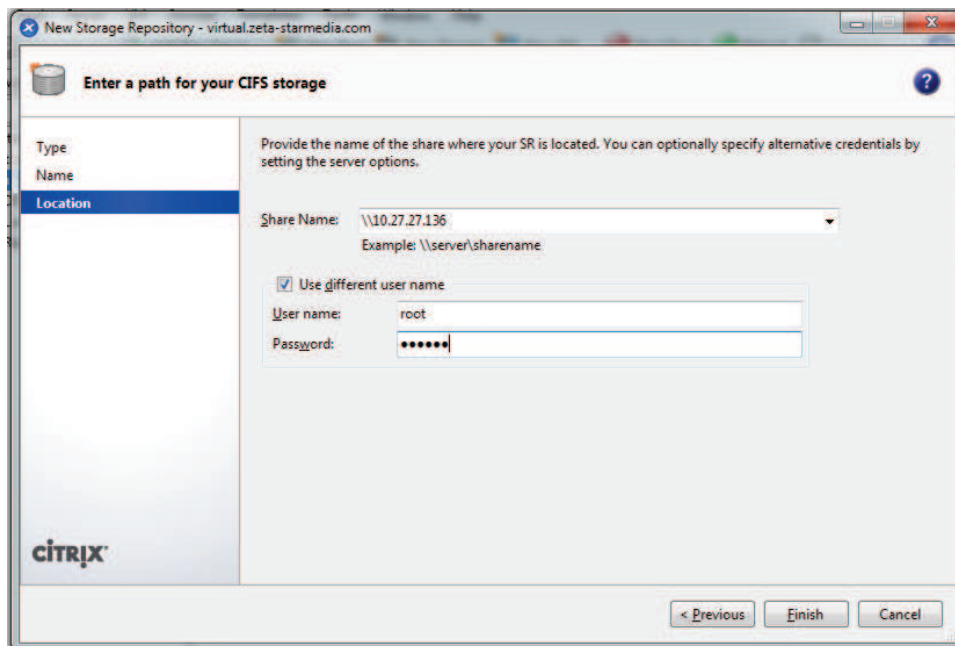 New Storage Repository - virtual.zeta-starmedia.com
Enter a path for your CIFS storage
?
Type
Name
Location
Provide the name of the share where your SR is located. You can optionally specify alternative credentials by
setting the server options.
Share Name: \\10.27.27.136
Example: \\server\sharename
Use different user name
User name: root
Password: ●●●●●●
CİTRIX
< Previous Finish Cancel